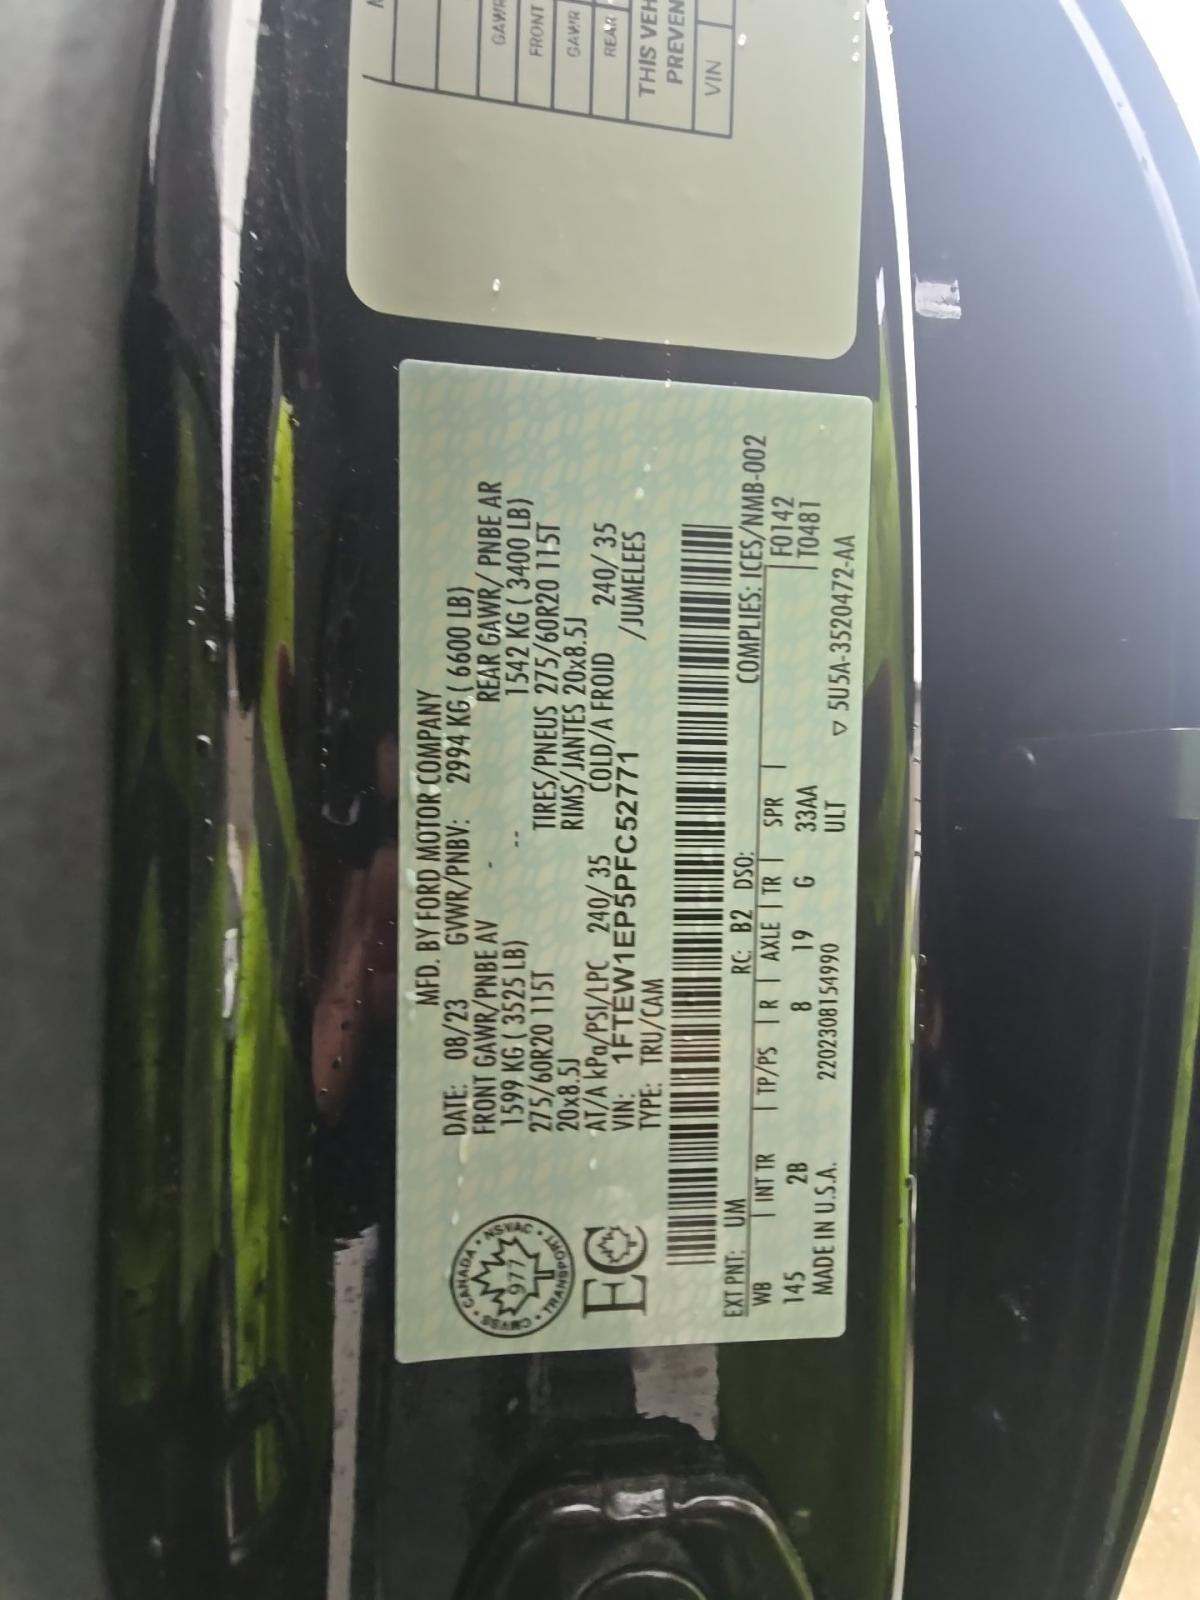 GAWR
FRONT
GAWR
REAR
THIS VEH
PREVEN
VIN
MFD. BY FORD MOTOR COMPANY
DATE: 08/23 GVWR/PNBV: 2994 KG ( 6600 LB)
FRONT GAWR/PNBE AV REAR GAWR/ PNBE AR
1599 KG ( 3525 LB) - -- 1542 KG ( 3400 LB)
275/60R20 115T TIRES/PNEUS 275/60R20 115T
20x8.5J RIMS/JANTES 20x8.5J
AT/A kPa/PSI/LPC 240/ 35 COLD/A FROID 240/ 35
VIN: 1FTEW1EP5PFC52771 /JUMELEES
TYPE: TRU/CAM
CANADA • NSVAC • TRANSPORT • CMVSS •
977
EC
EXT PNT: UM RC: B2 DSO: COMPLIES: ICES/NMB-002
WB | INT TR | TP/PS | R | AXLE | TR | SPR | F0142
145 2B 8 19 G 33AA T0481
MADE IN U.S.A. 2202308154990 ULT ▽ 5U5A-3520472-AA